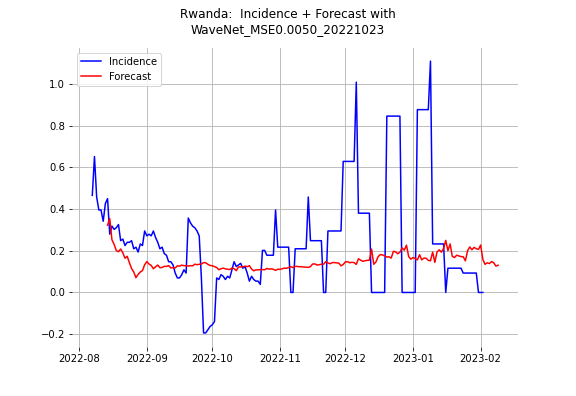 Rwanda:  Incidence + Forecast with
WaveNet_MSE0.0050_20221023
Incidence
Forecast
1.0
0.8
0.6
0.4
0.2
0.0
−0.2
2022-08 2022-09 2022-10 2022-11 2022-12 2023-01 2023-02